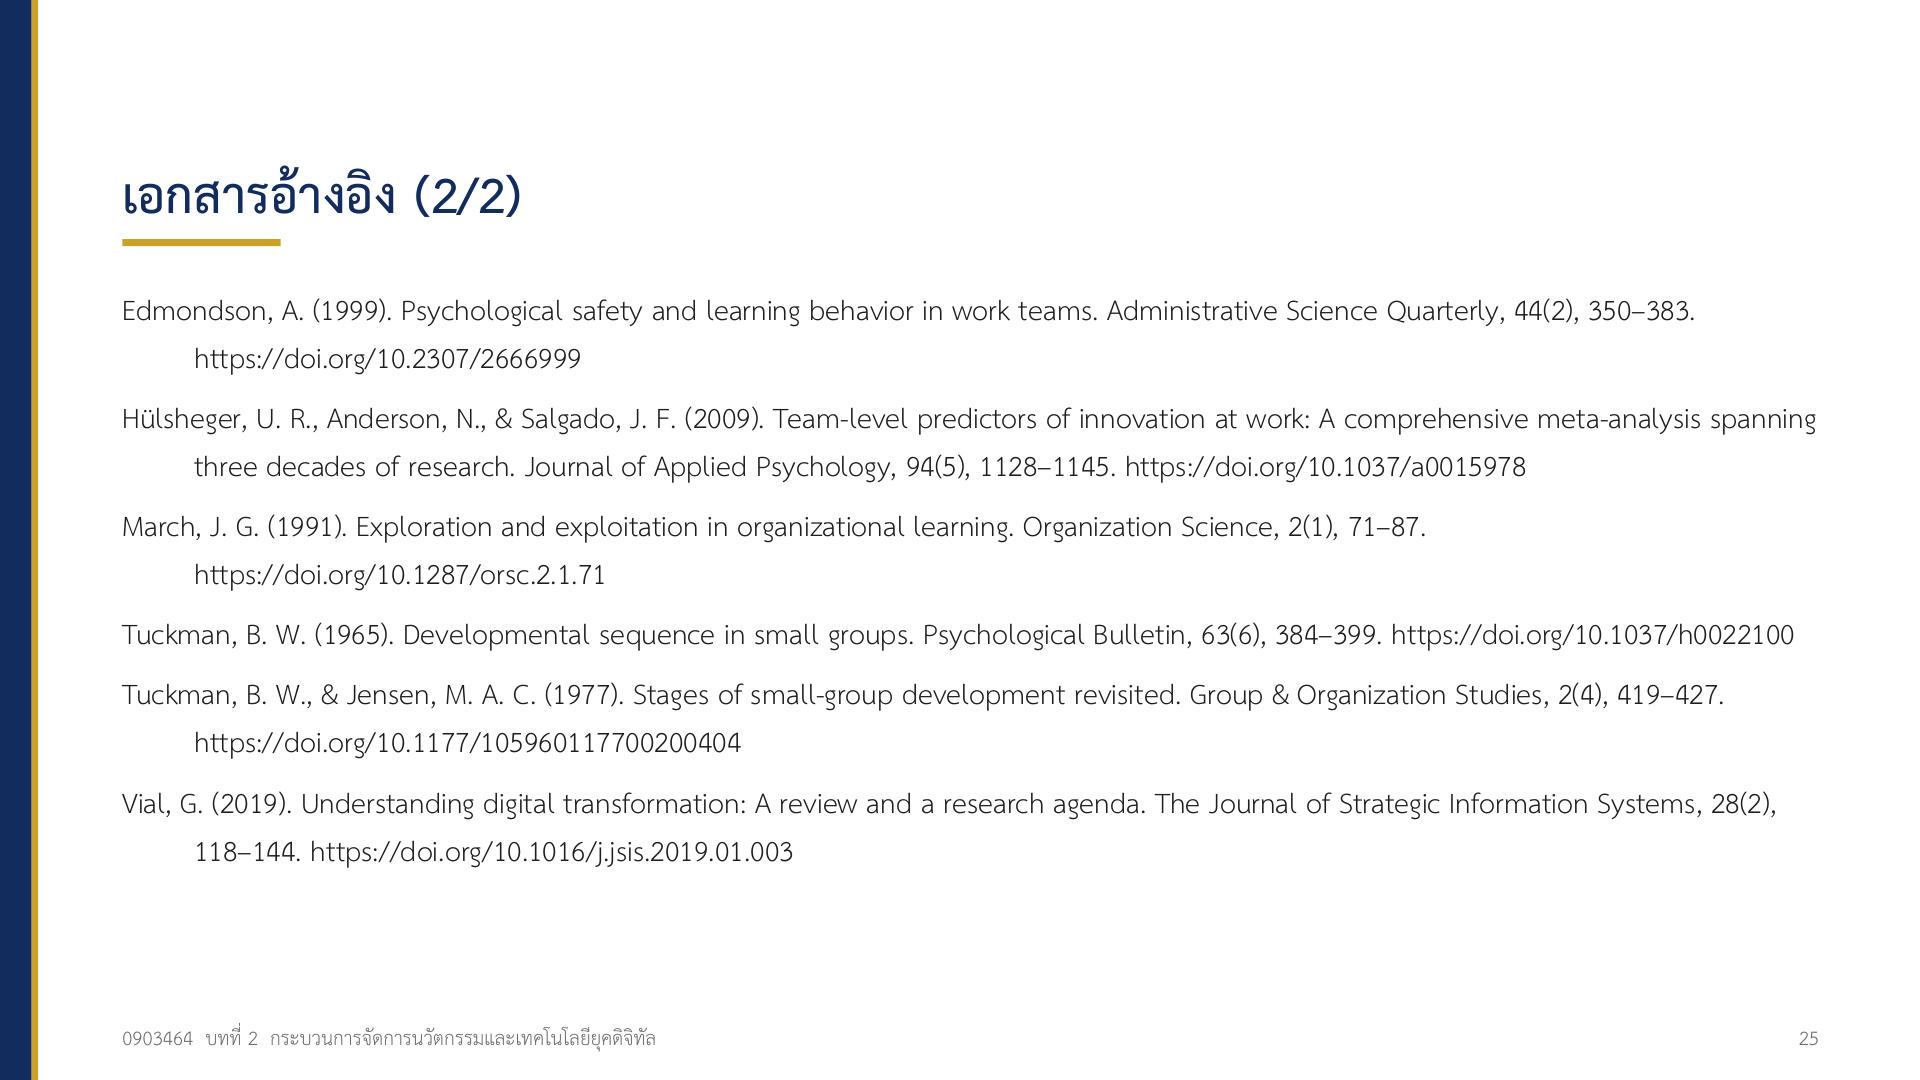 เอกสารอ้างอิง (2/2)
Edmondson, A. (1999). Psychological safety and learning behavior in work teams. Administrative Science Quarterly, 44(2), 350–383.
https://doi.org/10.2307/2666999
Hülsheger, U. R., Anderson, N., & Salgado, J. F. (2009). Team-level predictors of innovation at work: A comprehensive meta-analysis spanning
three decades of research. Journal of Applied Psychology, 94(5), 1128–1145. https://doi.org/10.1037/a0015978
March, J. G. (1991). Exploration and exploitation in organizational learning. Organization Science, 2(1), 71–87.
https://doi.org/10.1287/orsc.2.1.71
Tuckman, B. W. (1965). Developmental sequence in small groups. Psychological Bulletin, 63(6), 384–399. https://doi.org/10.1037/h0022100
Tuckman, B. W., & Jensen, M. A. C. (1977). Stages of small-group development revisited. Group & Organization Studies, 2(4), 419–427.
https://doi.org/10.1177/105960117700200404
Vial, G. (2019). Understanding digital transformation: A review and a research agenda. The Journal of Strategic Information Systems, 28(2),
118–144. https://doi.org/10.1016/j.jsis.2019.01.003
0903464 บทที่ 2 กระบวนการจัดการนวัตกรรมและเทคโนโลยียุคดิจิทัล
25